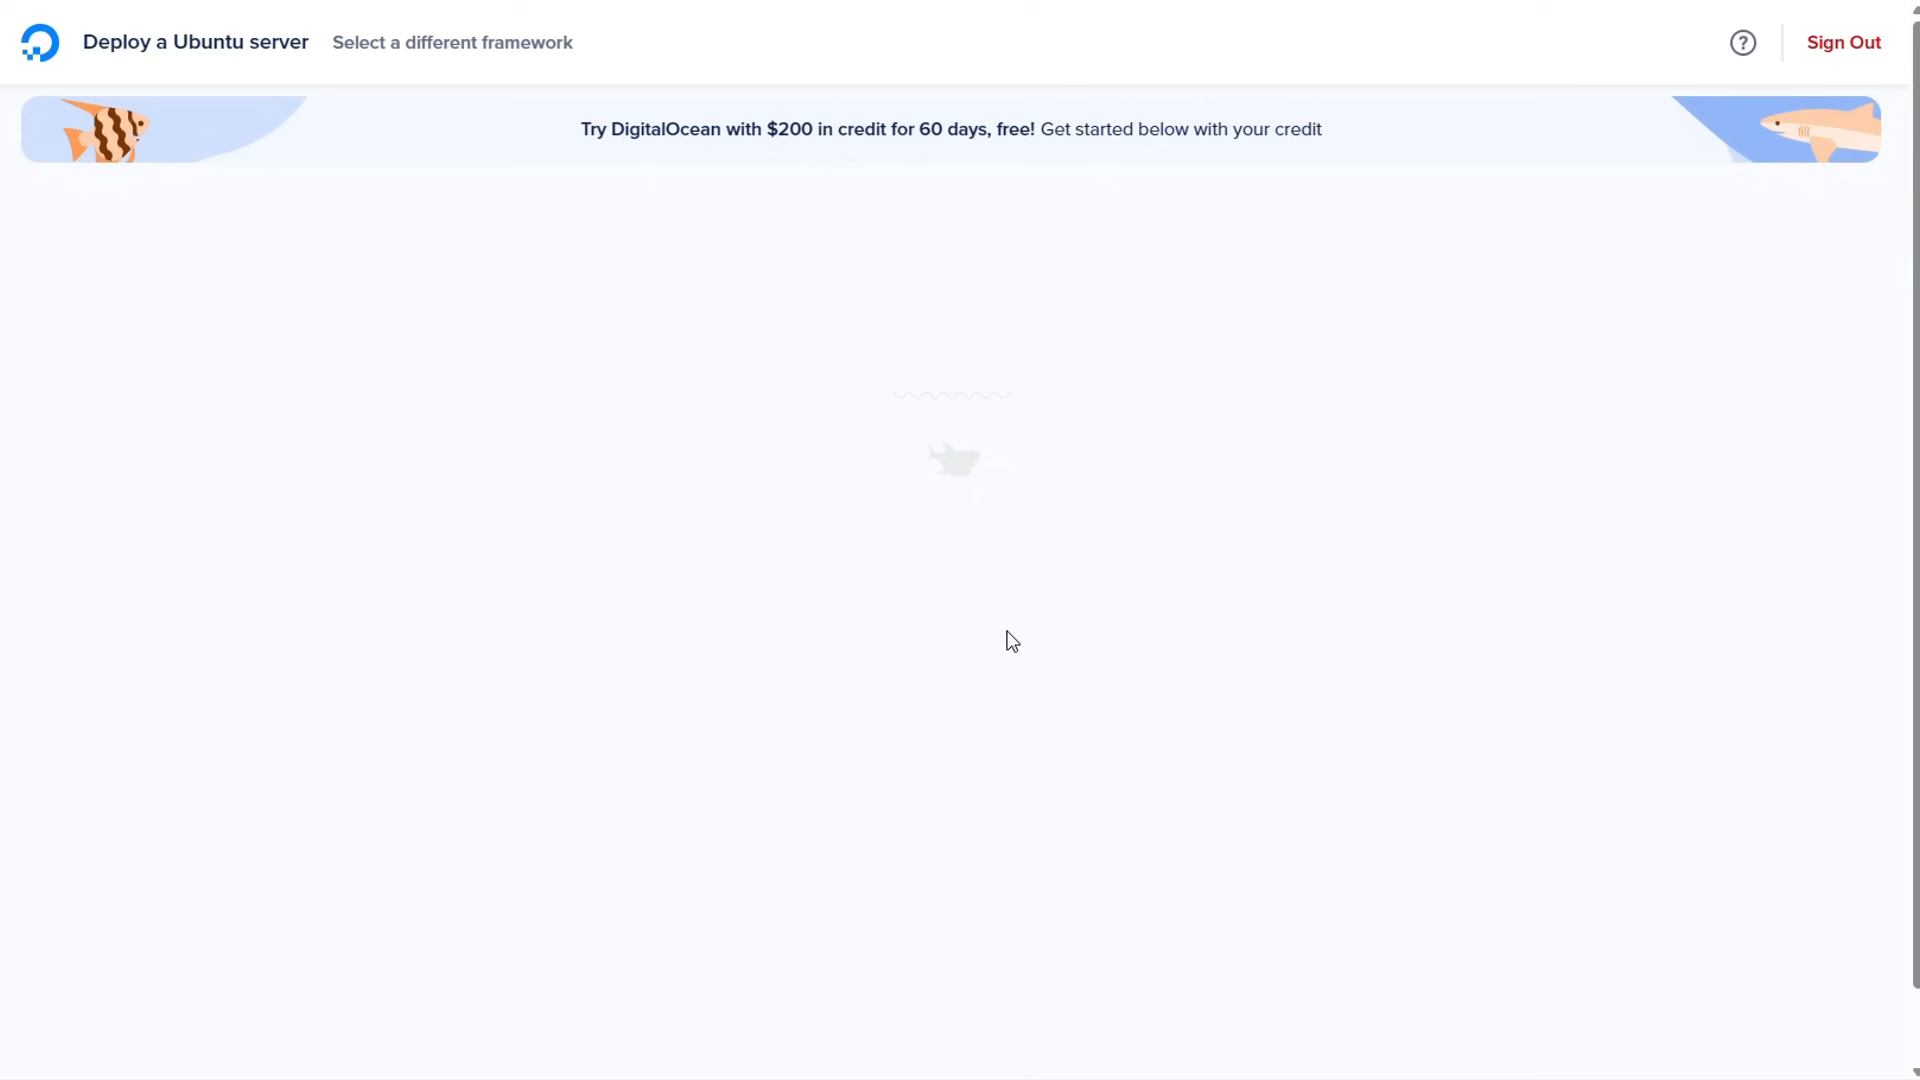 Deploy a Ubuntu server Select a different framework Sign Out
Try DigitalOcean with $200 in credit for 60 days, free! Get started below with your credit